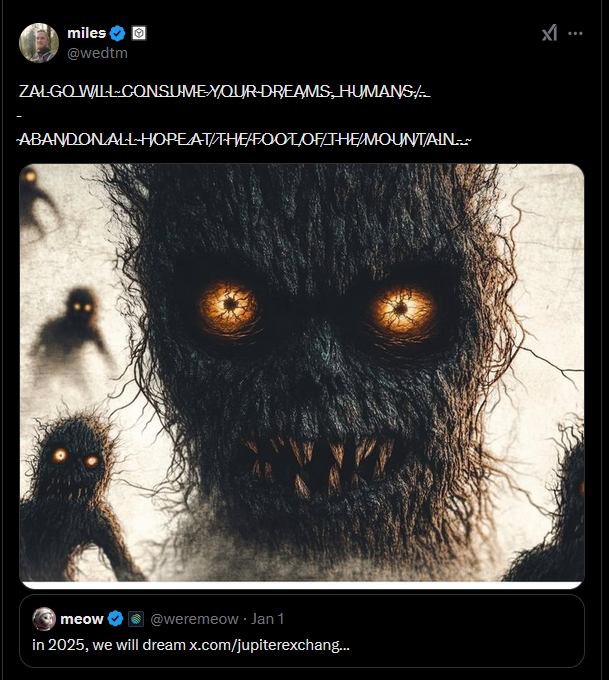 miles
@wedtm
ZALGO WILL CONSUME YOUR DREAMS, HUMANS...
ABANDON ALL HOPE AT THE FOOT OF THE MOUNTAIN...
meow @weremeow · Jan 1
in 2025, we will dream x.com/jupiterexchang...